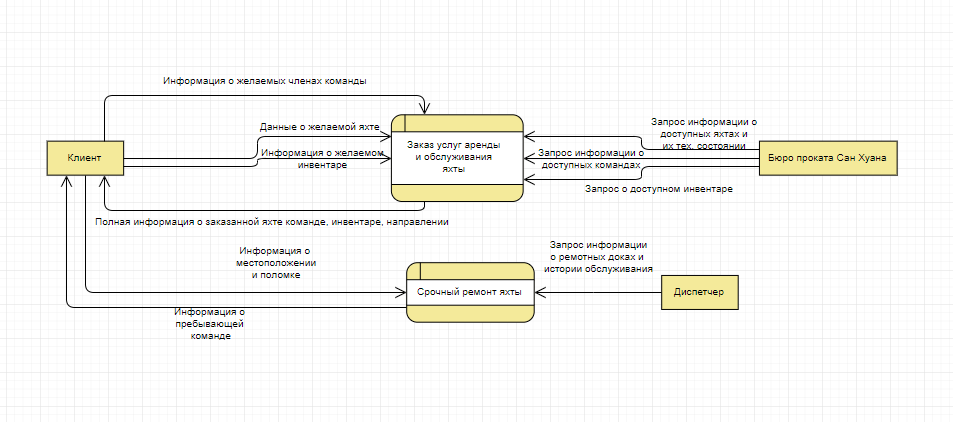 Информация о желаемых членах команды
Данные о желаемой яхте
Информация о желаемом
инвентаре
Клиент
Заказ услуг аренды
и обслуживания
яхты
Запрос информации о
доступных яхтах и
их тех. состоянии
Запрос информации о
доступных командах
Бюро проката Сан Хуана
Запрос о доступном инвентаре
Полная информация о заказанной яхте команде, инвентаре, направлении
Информация о
местоположении
и поломке
Запрос информации
о ремотных доках и
истории обслуживания
Срочный ремонт яхты
Диспетчер
Информация о
пребывающей
команде